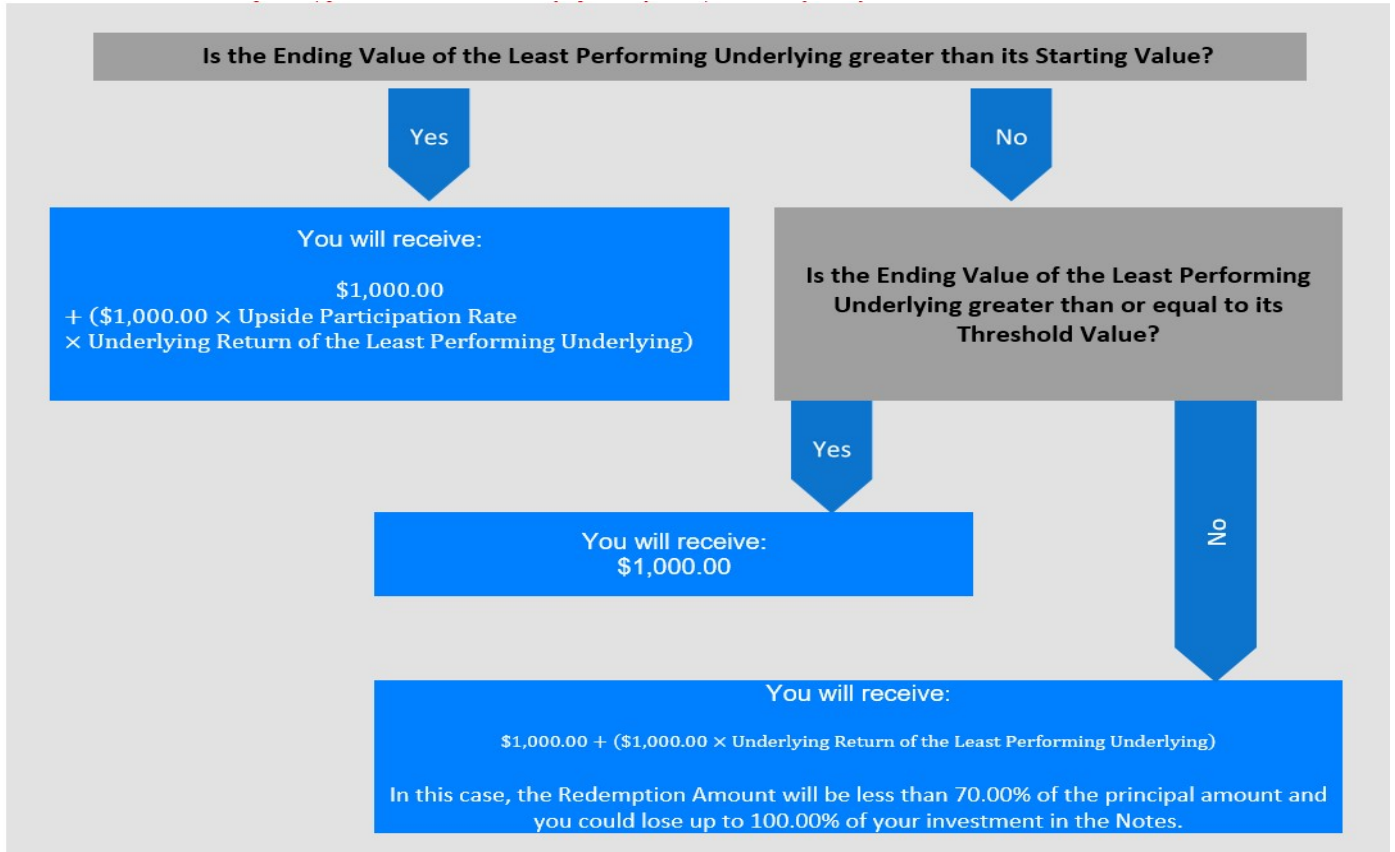 Is the Ending Value of the Least Performing Underlying greater than its Starting Value?
Yes
No
You will receive:
$1,000.00
+ ($1,000.00 × Upside Participation Rate
× Underlying Return of the Least Performing Underlying)
Is the Ending Value of the Least Performing
Underlying greater than or equal to its
Threshold Value?
Yes
No
You will receive:
$1,000.00
You will receive:
$1,000.00 + ($1,000.00 × Underlying Return of the Least Performing Underlying)
In this case, the Redemption Amount will be less than 70.00% of the principal amount and
you could lose up to 100.00% of your investment in the Notes.